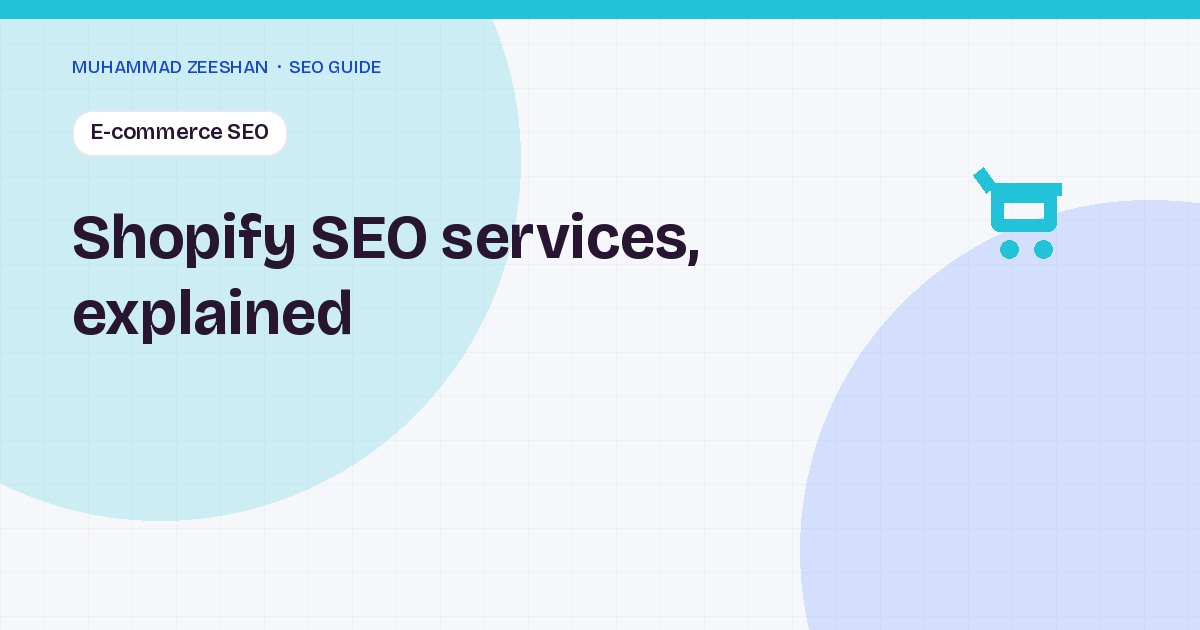 MUHAMMAD ZEESHAN · SEO GUIDE
E-commerce SEO
Shopify SEO services,
explained